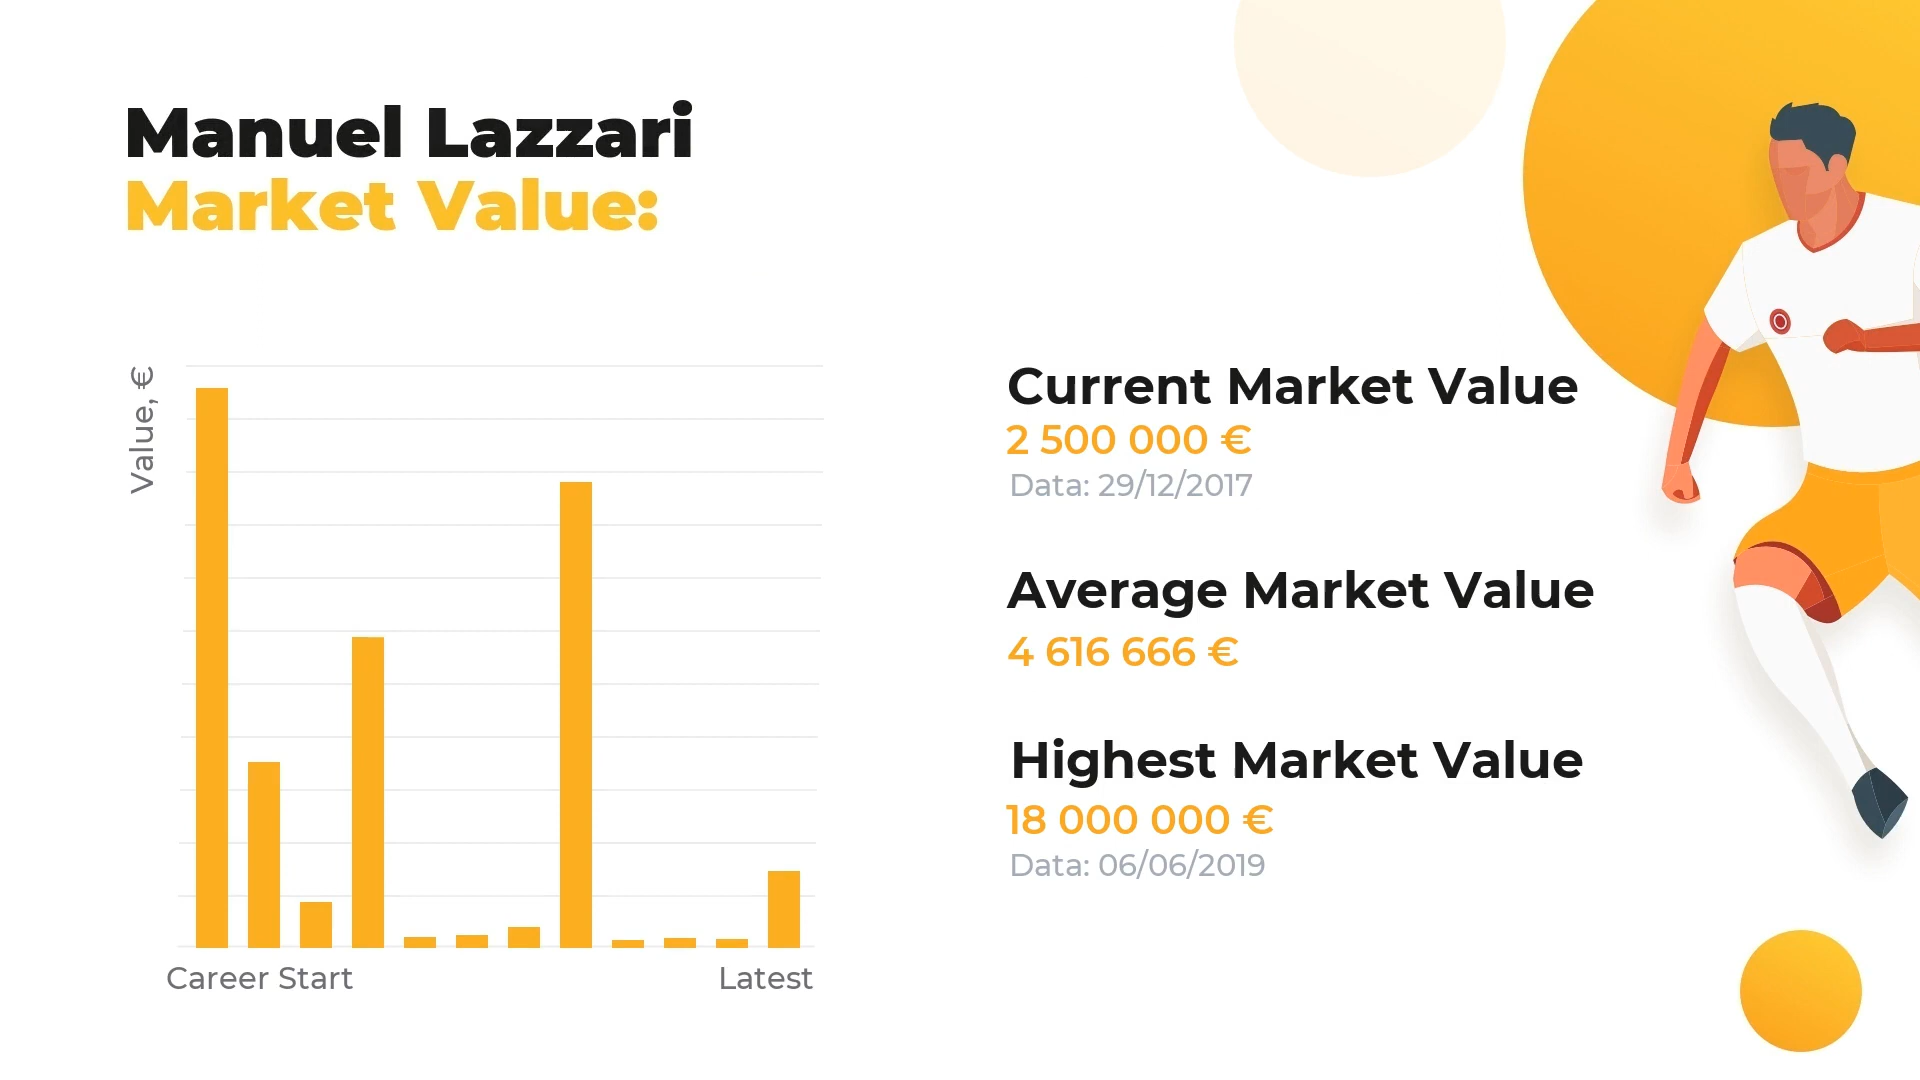 Manuel Lazzari
Market Value:
Value, €
Career Start
Latest
Current Market Value
2 500 000 €
Data: 29/12/2017
Average Market Value
4 616 666 €
Highest Market Value
18 000 000 €
Data: 06/06/2019